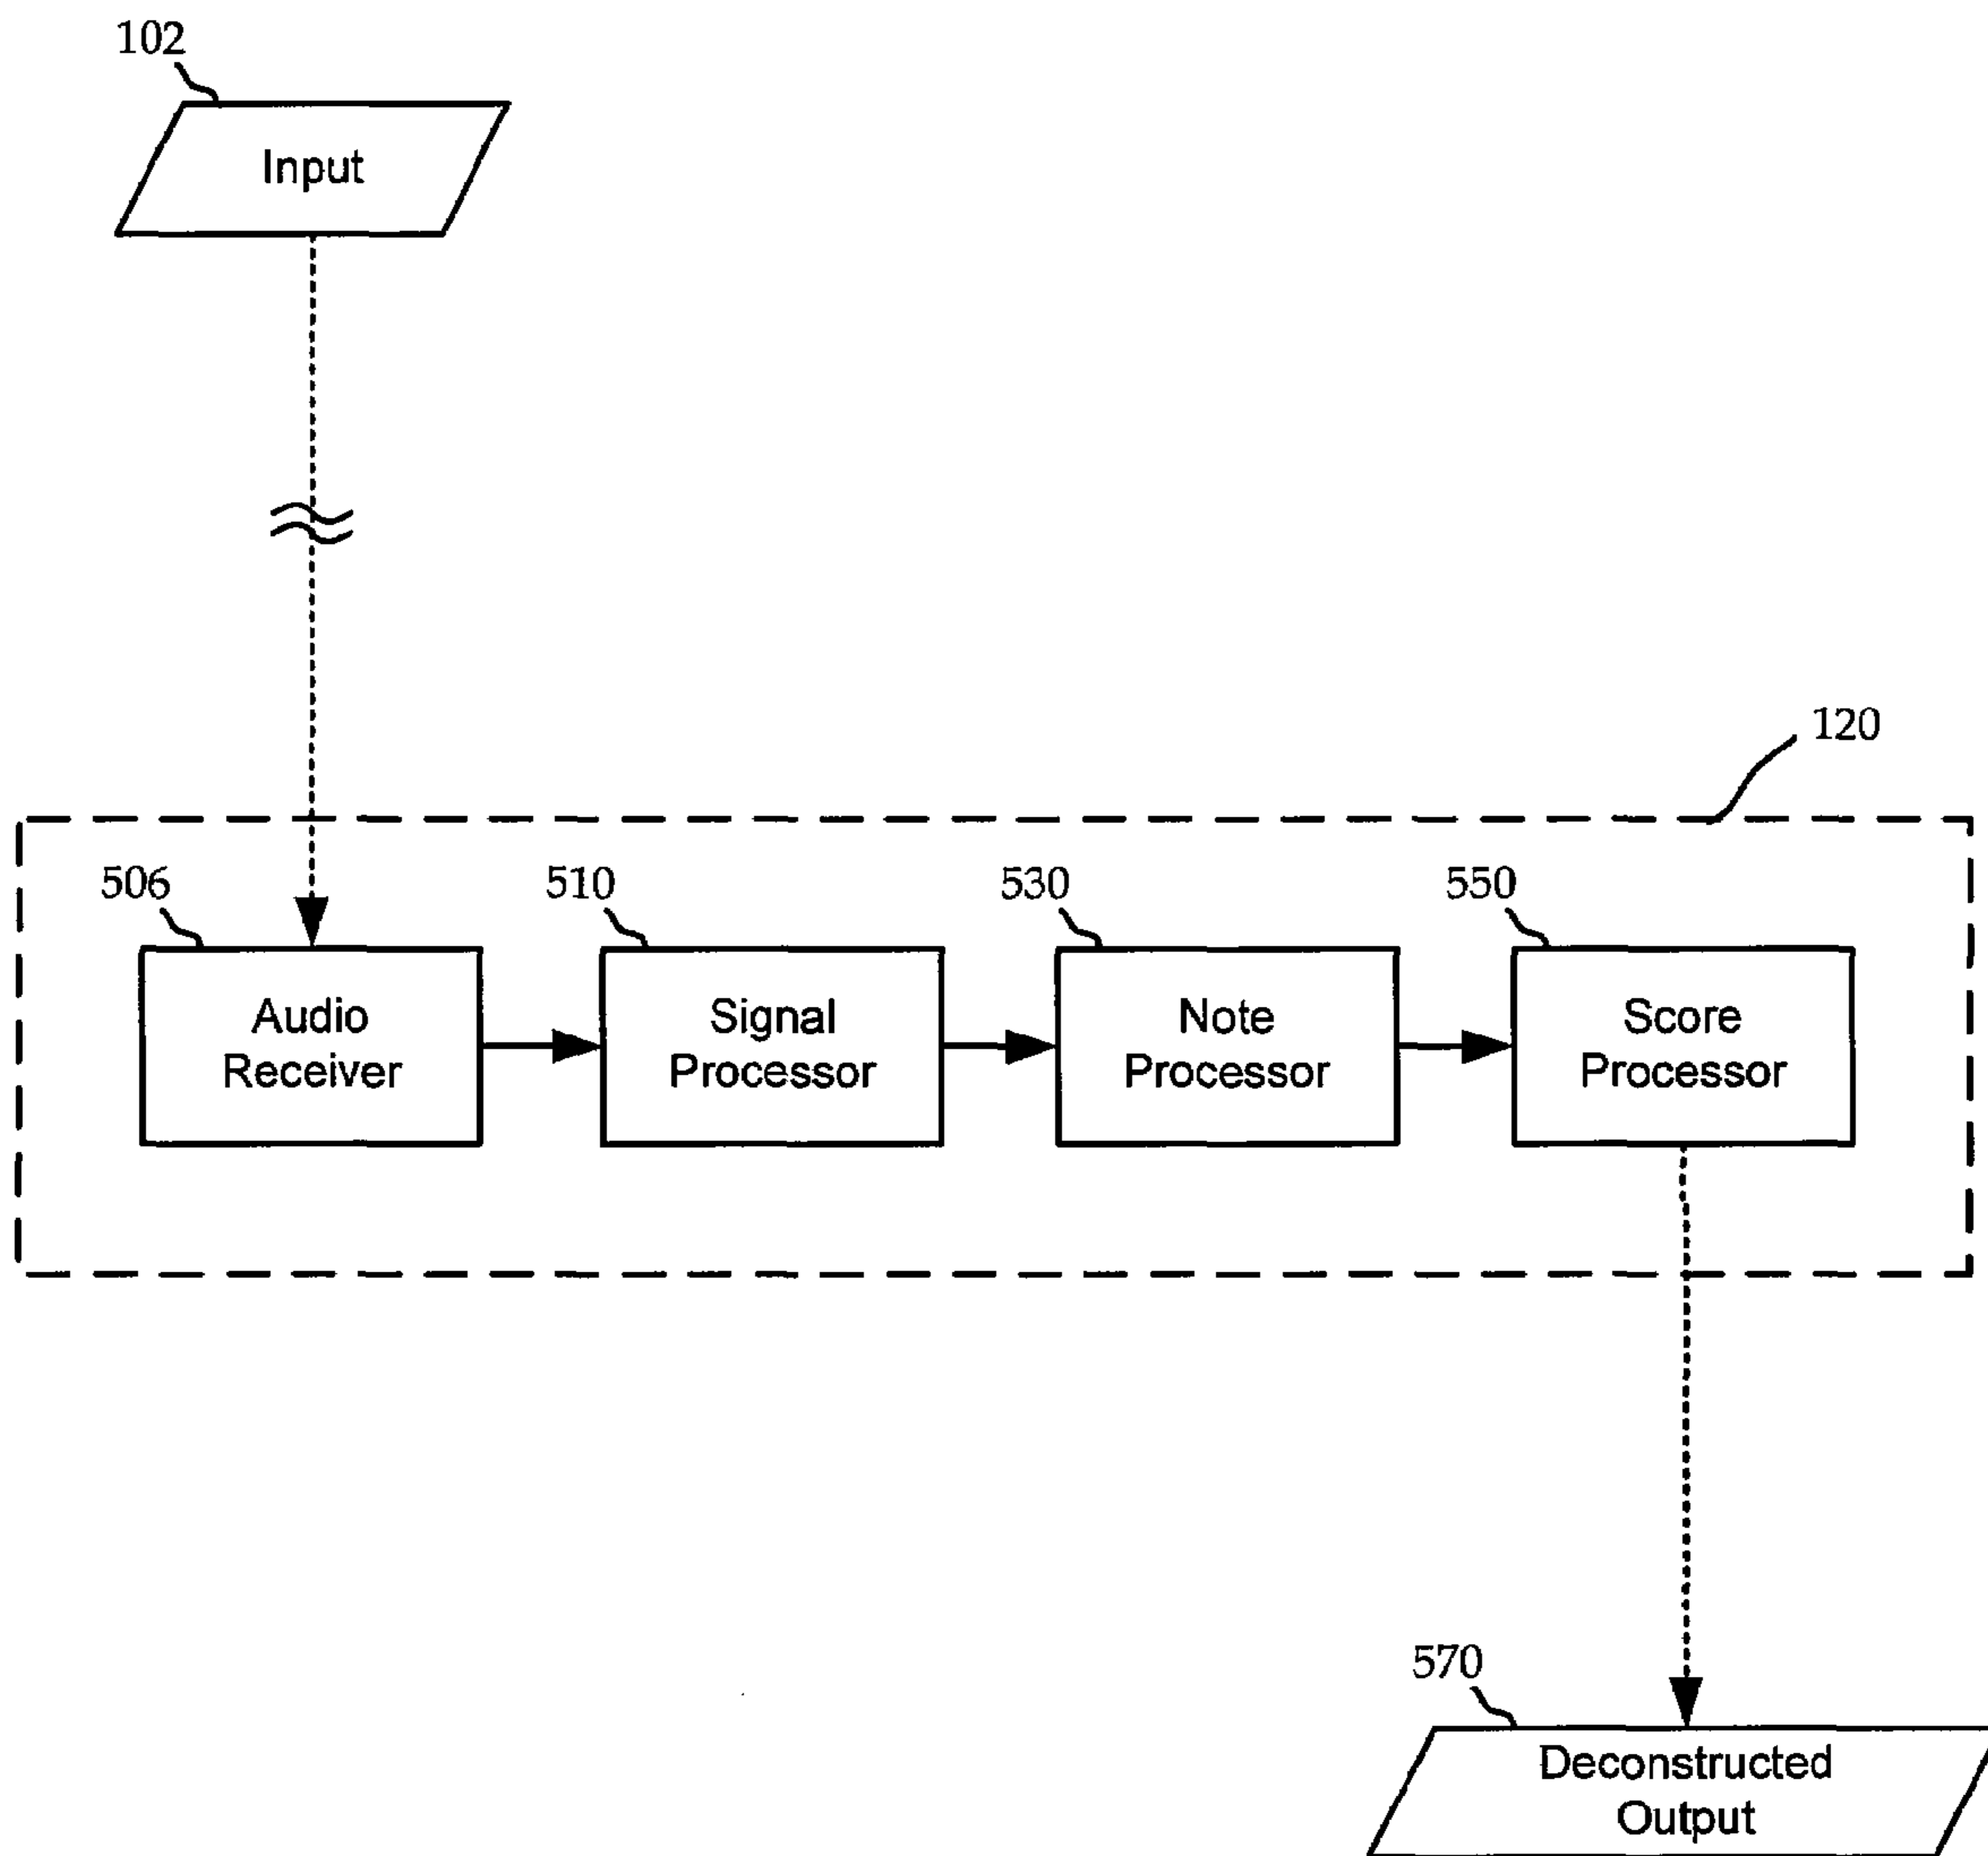 102
Input
120
506
510
530
550
Audio
Receiver
Signal
Processor
Note
Processor
Score
Processor
570
Deconstructed
Output